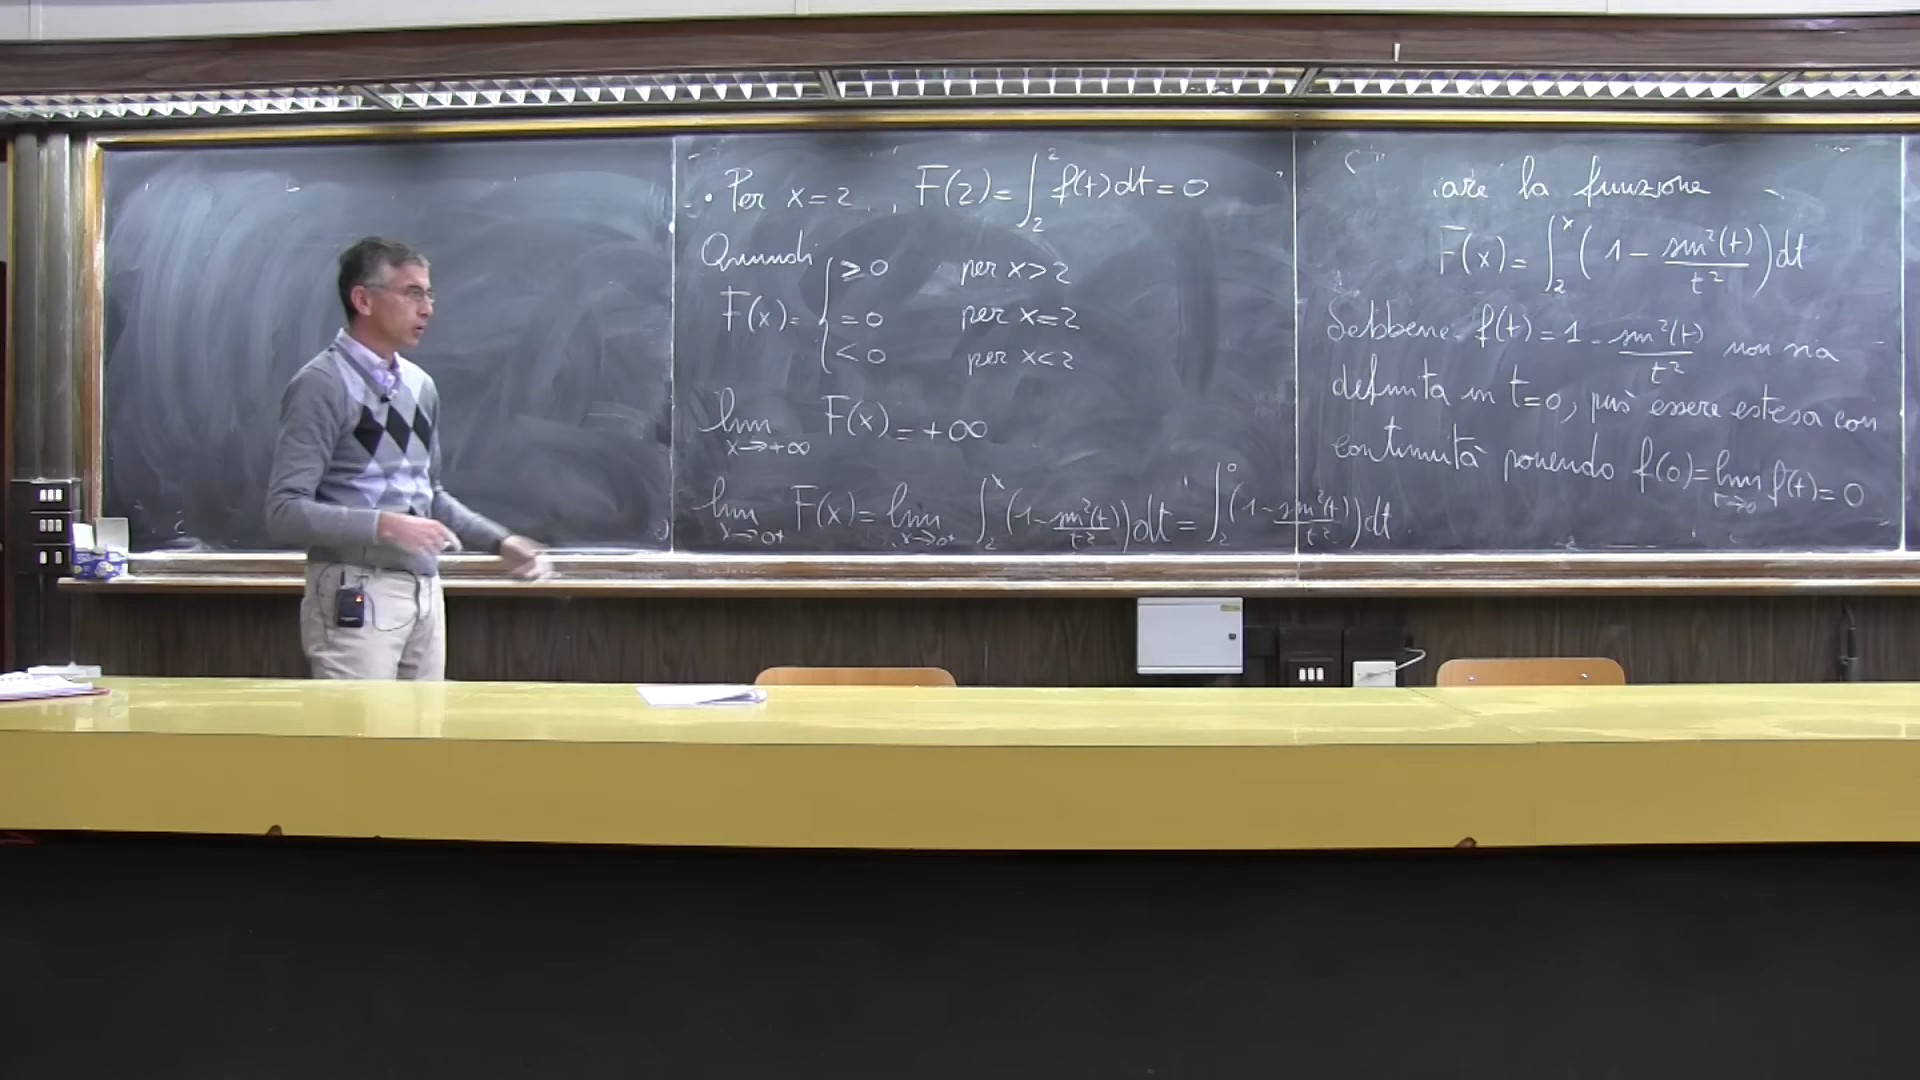 • Per x=2, F(2)=∫₂² f(t)dt=0
Quindi
F(x)= { >0 per x>2
=0 per x=2
<0 per x<2
lim x→+∞ F(x)=+∞
lim x→0+ F(x)= lim x→0+ ∫₂ˣ (1-sin²(t)/t²)dt = ∫₂⁰ (1-sin²(t)/t²)dt
iare la funzione
F(x)= ∫₂ˣ (1 - sin²(t)/t²)dt
Sebbene f(t)=1-sin²(t)/t² non sia
definita in t=0, può essere estesa con
continuità ponendo f(0)=lim t→0 f(t)=0